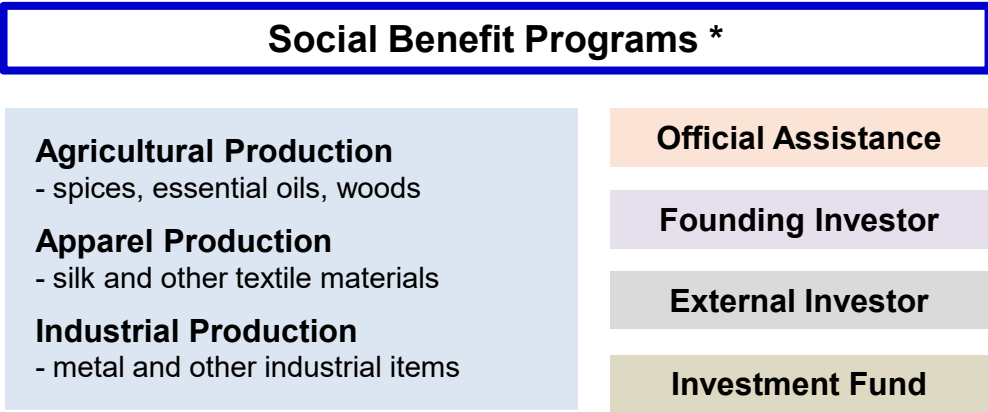 Social Benefit Programs *
Agricultural Production
- spices, essential oils, woods
Apparel Production
- silk and other textile materials
Industrial Production
- metal and other industrial items
Official Assistance
Founding Investor
External Investor
Investment Fund